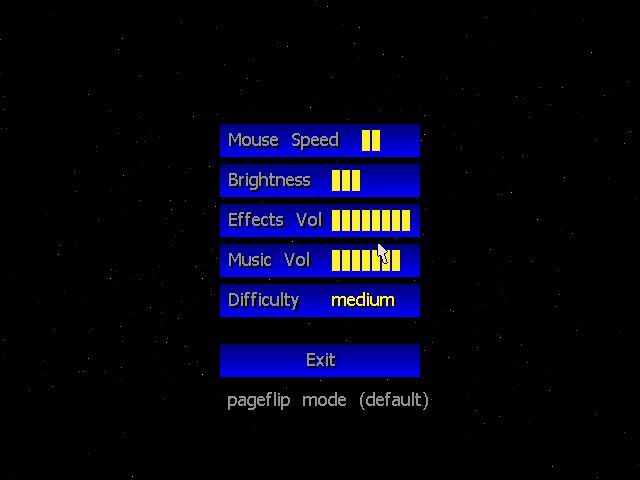 Mouse Speed
Brightness
Effects Vol
Music Vol
Difficulty medium
Exit
pageflip mode (default)